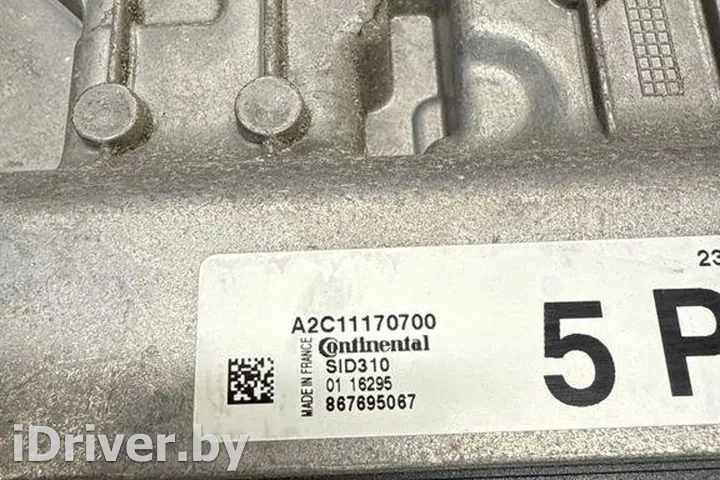 23
A2C11170700
MADE IN FRANCE
Continental
SID310
01 16295
867695067
5 P
iDriver.by